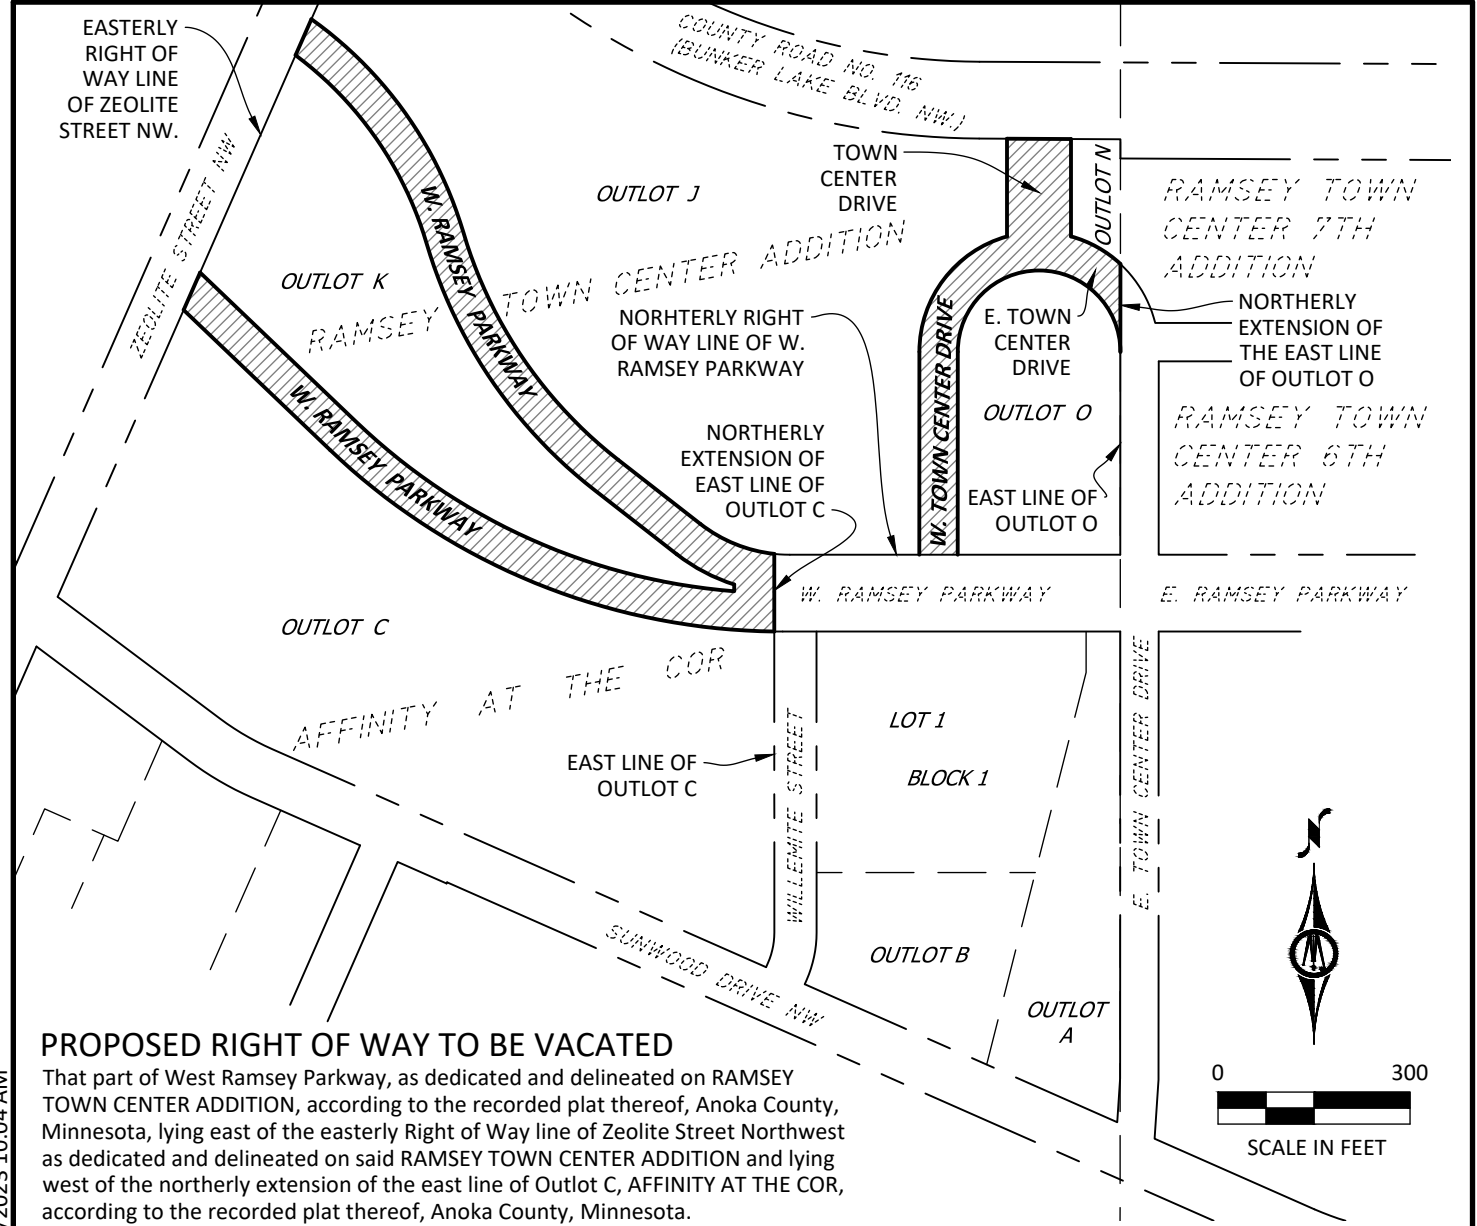 EASTERLY
RIGHT OF
WAY LINE
OF ZEOLITE
STREET NW.
COUNTY ROAD NO. 116
(BUNKER LAKE BLVD. NW.)
TOWN
CENTER
DRIVE
OUTLOT N
RAMSEY TOWN
CENTER 7TH
ADDITION
ZEOLITE STREET NW
OUTLOT J
W. RAMSEY PARKWAY
OUTLOT K
RAMSEY TOWN CENTER ADDITION
NORHTERLY RIGHT
OF WAY LINE OF W.
RAMSEY PARKWAY
E. TOWN
CENTER
DRIVE
NORTHERLY
EXTENSION OF
THE EAST LINE
OF OUTLOT O
W. RAMSEY PARKWAY
W. TOWN CENTER DRIVE
OUTLOT O
RAMSEY TOWN
CENTER 6TH
ADDITION
NORTHERLY
EXTENSION OF
EAST LINE OF
OUTLOT C
EAST LINE OF
OUTLOT O
W. RAMSEY PARKWAY
E. RAMSEY PARKWAY
OUTLOT C
AFFINITY AT THE COR
EAST LINE OF
OUTLOT C
WILLEMITE STREET
LOT 1
BLOCK 1
E. TOWN CENTER DRIVE
SUNWOOD DRIVE NW
OUTLOT B
OUTLOT
A
N
0 300
SCALE IN FEET
PROPOSED RIGHT OF WAY TO BE VACATED
That part of West Ramsey Parkway, as dedicated and delineated on RAMSEY
TOWN CENTER ADDITION, according to the recorded plat thereof, Anoka County,
Minnesota, lying east of the easterly Right of Way line of Zeolite Street Northwest
as dedicated and delineated on said RAMSEY TOWN CENTER ADDITION and lying
west of the northerly extension of the east line of Outlot C, AFFINITY AT THE COR,
according to the recorded plat thereof, Anoka County, Minnesota.
/2023 10:04 AM